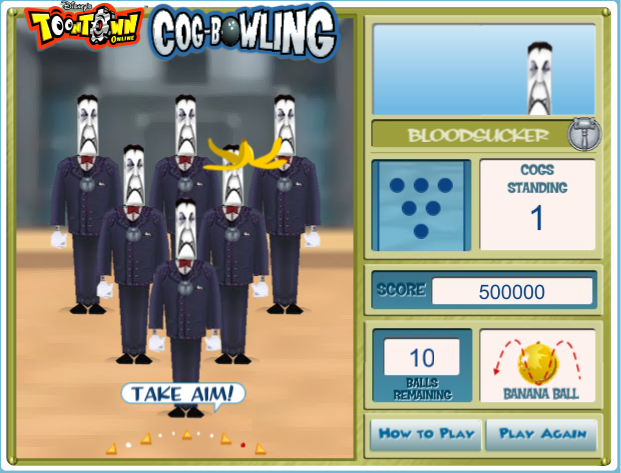 Disney's
TOONTOWN
ONLINE
COG-BOWLING
BLOODSUCKER
COGS
STANDING
1
SCORE 500000
10
BALLS
REMAINING
BANANA BALL
TAKE AIM!
HOW TO PLAY
PLAY AGAIN